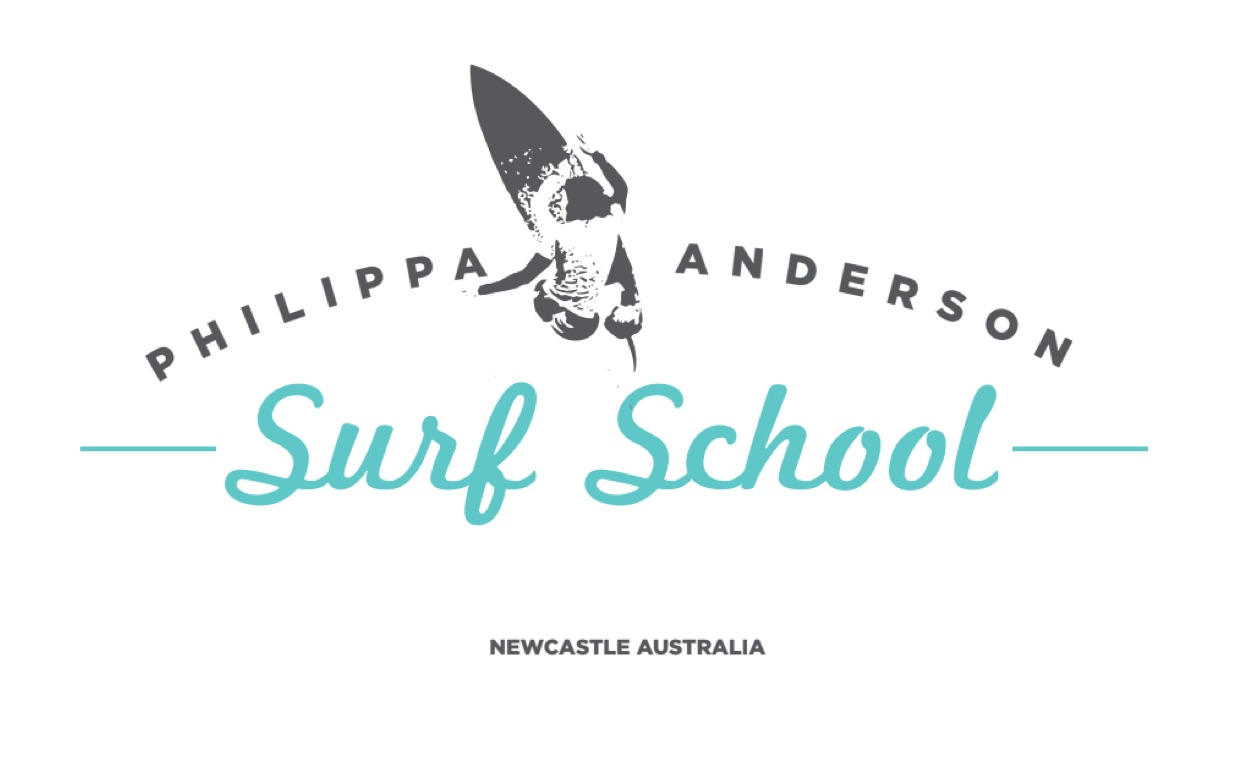 PHILIPPA ANDERSON
Surf School
NEWCASTLE AUSTRALIA